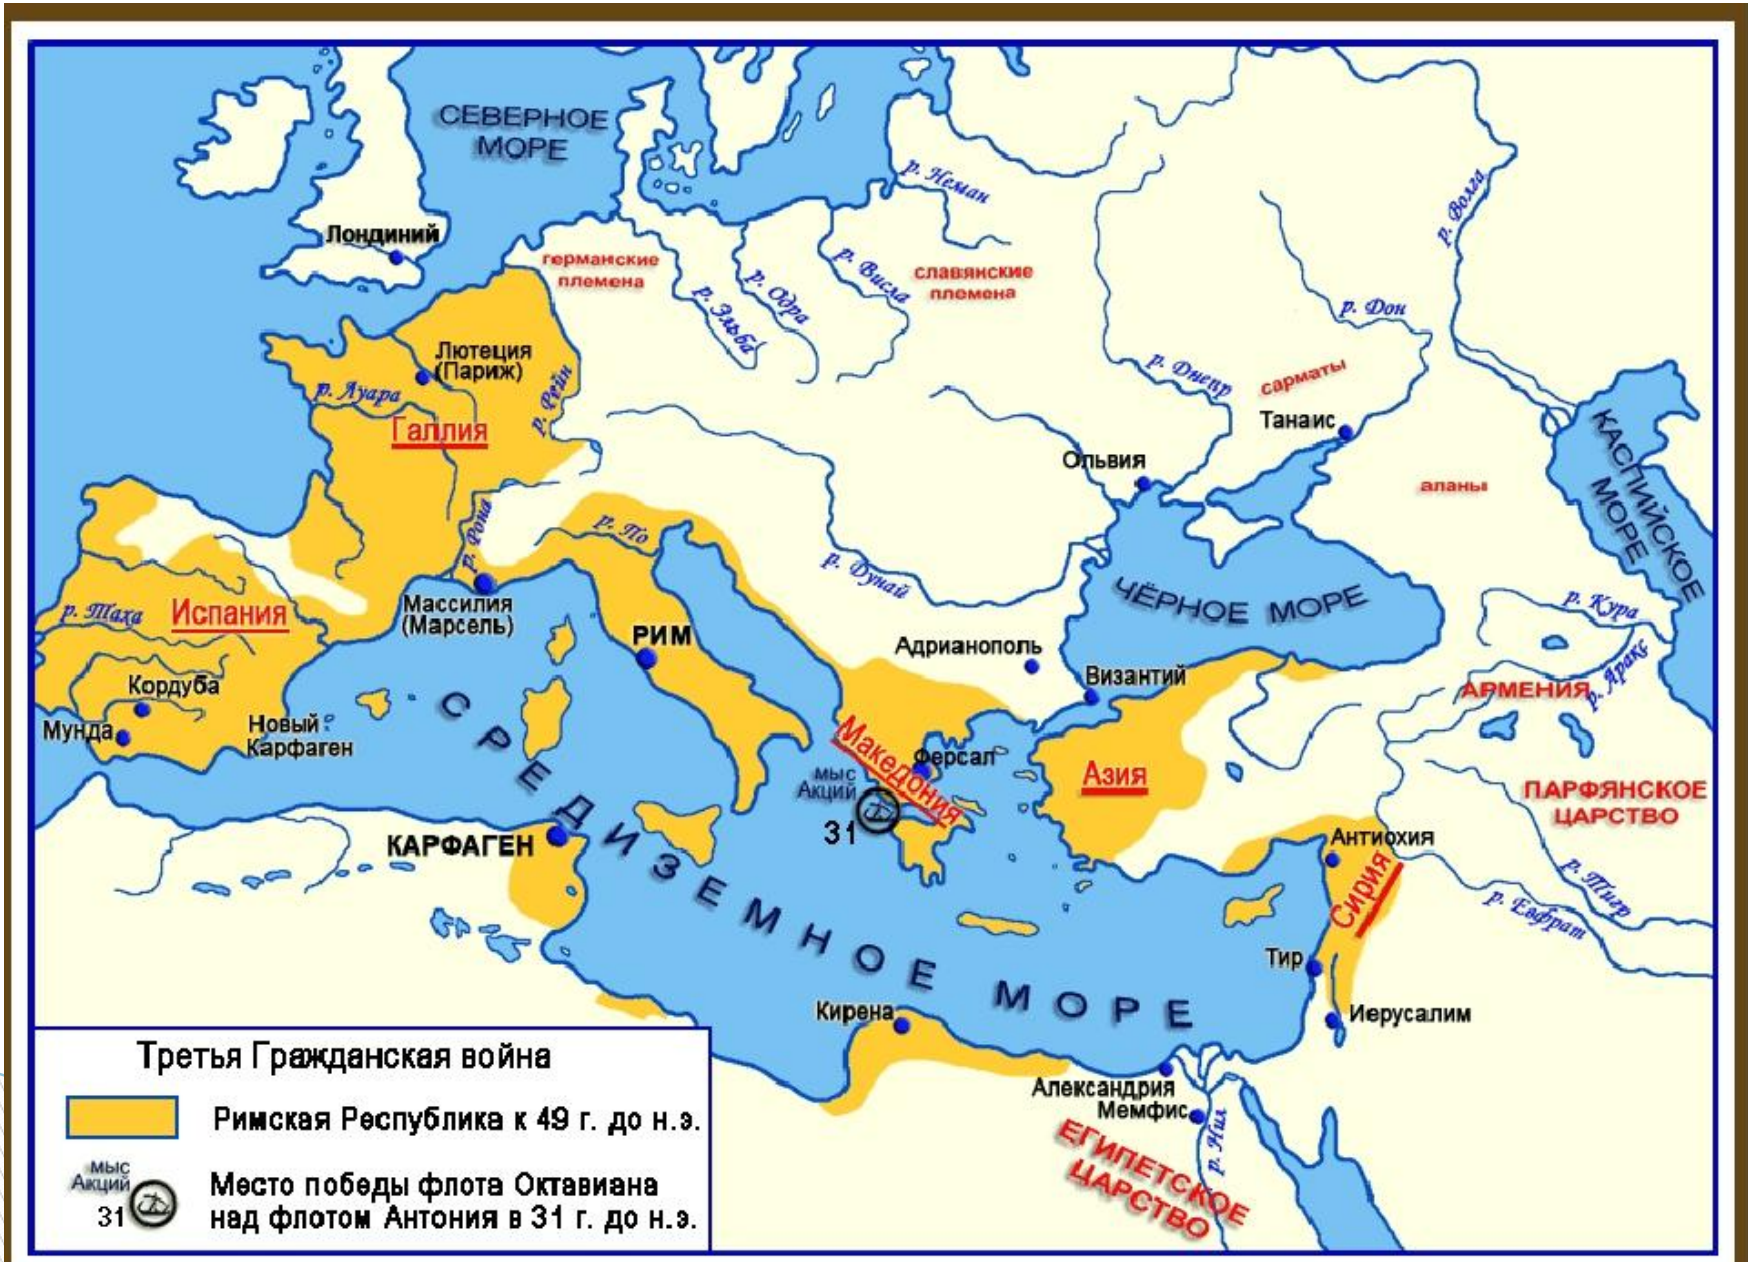 СЕВЕРНОЕ
МОРЕ
р. Неман
р. Волга
Лондиний
германские
племена
р. Эльба
р. Одра
р. Висла
славянские
племена
р. Дон
р. Днепр
сарматы
Танаис
Ольвия
аланы
КАСПИЙСКОЕ
МОРЕ
Лютеция
(Париж)
р. Луара
р. Рейн
Галлия
р. Рона
р. По
р. Дунай
ЧЁРНОЕ МОРЕ
р. Кура
р. Аракс
АРМЕНИЯ
р. Таха
Испания
Массилия
(Марсель)
РИМ
Адрианополь
Византий
Кордуба
Мунда
Новый
Карфаген
СРЕДИЗЕМНОЕ МОРЕ
Македония
Ферсал
мыс
Акций
31
Азия
ПАРФЯНСКОЕ
ЦАРСТВО
КАРФАГЕН
Антиохия
Сирия
р. Тигр
р. Евфрат
Тир
Иерусалим
Кирена
Александрия
Мемфис
р. Нил
ЕГИПЕТСКОЕ
ЦАРСТВО
Третья Гражданская война
Римская Республика к 49 г. до н.э.
мыс
Акций
31
Место победы флота Октавиана
над флотом Антония в 31 г. до н.э.